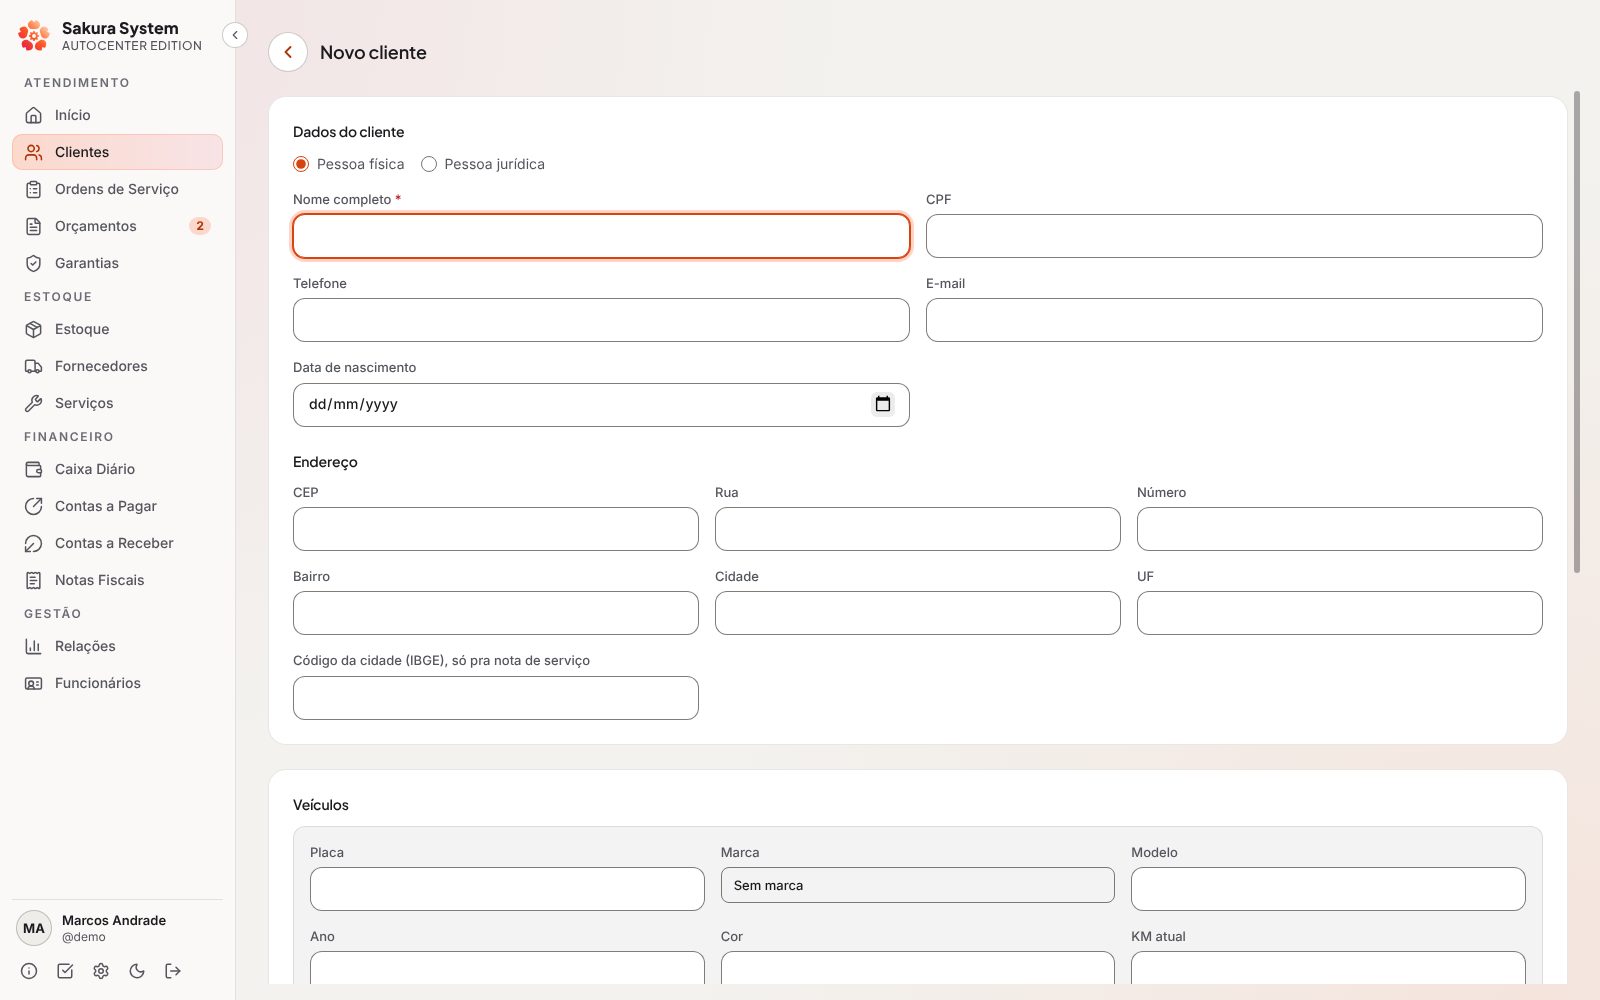 Sakura System
AUTOCENTER EDITION
ATENDIMENTO
Início
Clientes
Ordens de Serviço
Orçamentos 2
Garantias
ESTOQUE
Estoque
Fornecedores
Serviços
FINANCEIRO
Caixa Diário
Contas a Pagar
Contas a Receber
Notas Fiscais
GESTÃO
Relações
Funcionários
MA
Marcos Andrade
@demo
Novo cliente
Dados do cliente
Pessoa física Pessoa jurídica
Nome completo * CPF
Telefone E-mail
Data de nascimento
dd/mm/yyyy
Endereço
CEP Rua Número
Bairro Cidade UF
Código da cidade (IBGE), só pra nota de serviço
Veículos
Placa Marca Modelo
Sem marca
Ano Cor KM atual